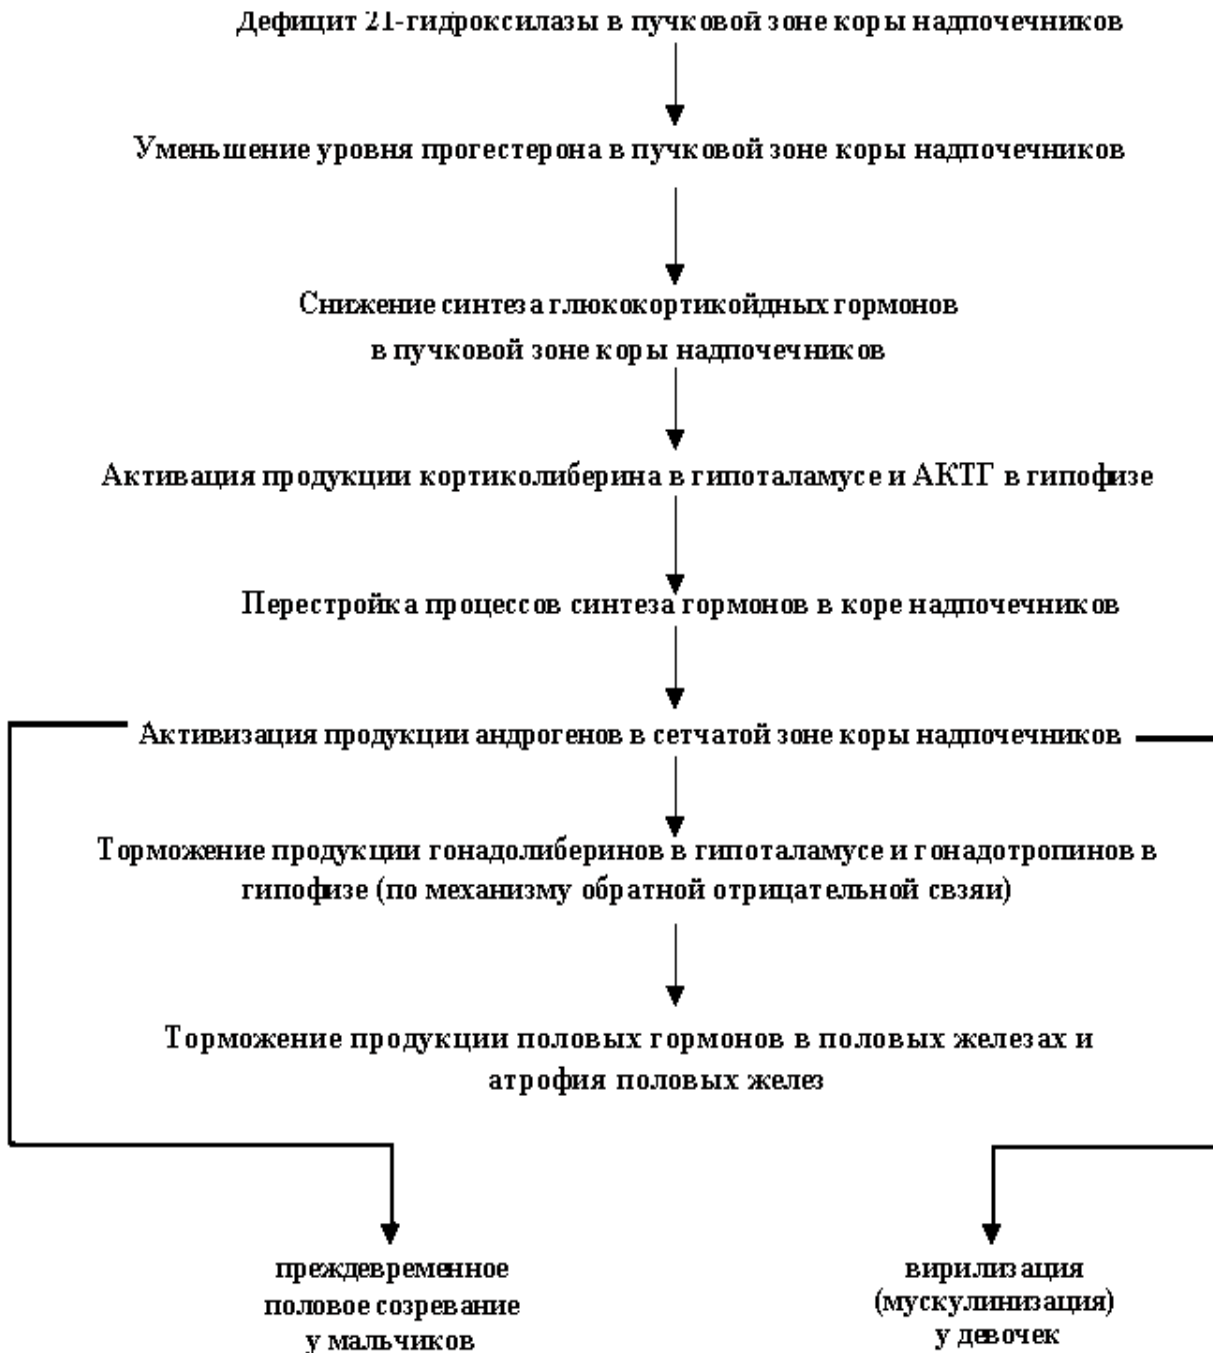 Дефицит 21-гидроксилазы в пучковой зоне коры надпочечников
Уменьшение уровня прогестерона в пучковой зоне коры надпочечников
Снижение синтеза глюкокортикойдных гормонов
в пучковой зоне коры надпочечников
Активация продукции кортиколиберина в гипоталамусе и АКТГ в гипофизе
Перестройка процессов синтеза гормонов в коре надпочечников
Активизация продукции андрогенов в сетчатой зоне коры надпочечников
Торможение продукции гонадолиберинов в гипоталамусе и гонадотропинов в
гипофизе (по механизму обратной отрицательной свзяи)
Торможение продукции половых гормонов в половых железах и
атрофия половых желез
преждевременное
половое созревание
у мальчиков
вирилизация
(мускулинизация)
у девочек